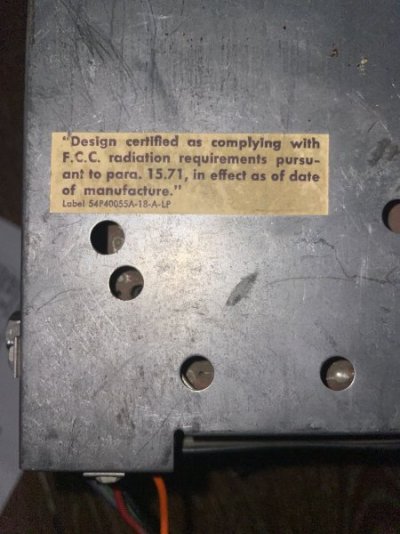 "Design certified as complying with
F.C.C. radiation requirements pursu-
ant to para. 15.71, in effect as of date
of manufacture."
Label 54P40055A-18-A-LP